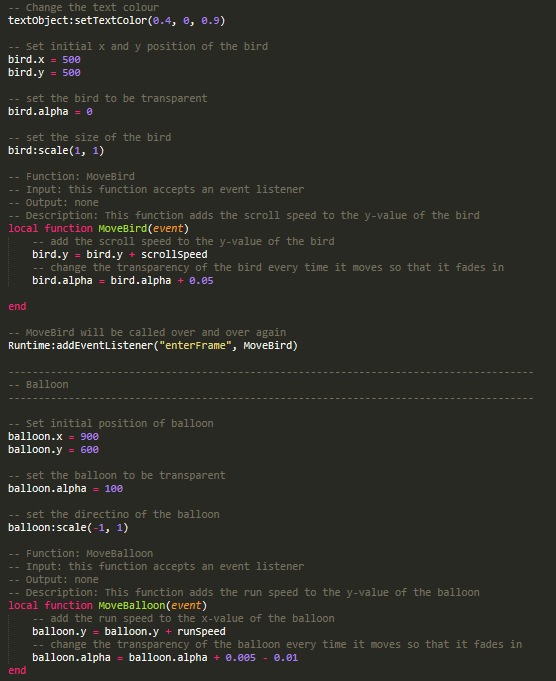 -- Change the text colour
textObject:setTextColor(0.4, 0, 0.9)
-- Set initial x and y position of the bird
bird.x = 500
bird.y = 500
-- set the bird to be transparent
bird.alpha = 0
-- set the size of the bird
bird:scale(1, 1)
-- Function: MoveBird
-- Input: this function accepts an event listener
-- Output: none
-- Description: This function adds the scroll speed to the y-value of the bird
local function MoveBird(event)
-- add the scroll speed to the y-value of the bird
bird.y = bird.y + scrollSpeed
-- change the transparency of the bird every time it moves so that it fades in
bird.alpha = bird.alpha + 0.05
end
-- MoveBird will be called over and over again
Runtime:addEventListener("enterFrame", MoveBird)
----------------------------------------------------------------------------------------
-- Balloon
----------------------------------------------------------------------------------------
-- Set initial position of balloon
balloon.x = 900
balloon.y = 600
-- set the balloon to be transparent
balloon.alpha = 100
-- set the directino of the balloon
balloon:scale(-1, 1)
-- Function: MoveBalloon
-- Input: this function accepts an event listener
-- Output: none
-- Description: This function adds the run speed to the y-value of the balloon
local function MoveBalloon(event)
-- add the run speed to the x-value of the balloon
balloon.y = balloon.y + runSpeed
-- change the transparency of the balloon every time it moves so that it fades in
balloon.alpha = balloon.alpha + 0.005 - 0.01
end